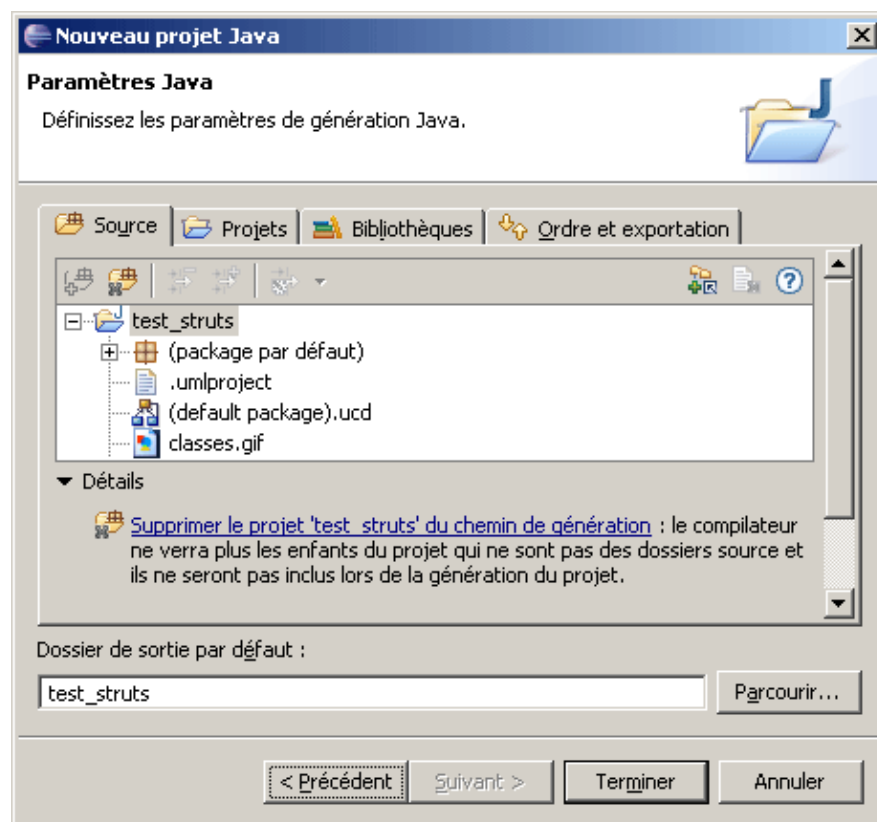 Nouveau projet Java
Paramètres Java
Définissez les paramètres de génération Java.
Source Projets Bibliothèques Ordre et exportation
test_struts
(package par défaut)
.umlproject
(default package).ucd
classes.gif
Détails
Supprimer le projet 'test_struts' du chemin de génération : le compilateur
ne verra plus les enfants du projet qui ne sont pas des dossiers source et
ils ne seront pas inclus lors de la génération du projet.
Dossier de sortie par défaut :
test_struts Parcourir...
< Précédent Suivant > Terminer Annuler